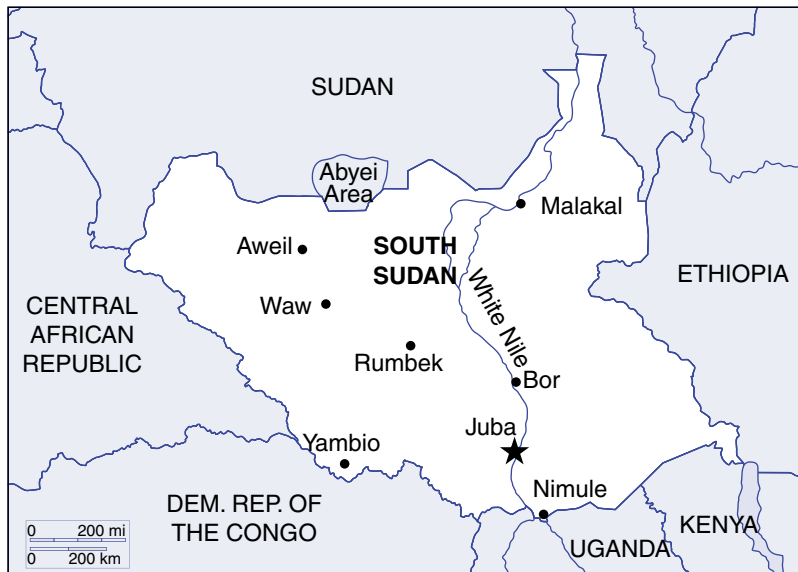 SUDAN
Abyei
Area
Malakal
Aweil
SOUTH
SUDAN
ETHIOPIA
White Nile
Waw
CENTRAL
AFRICAN
REPUBLIC
Rumbek
Bor
Juba
Yambio
Nimule
DEM. REP. OF
THE CONGO
KENYA
UGANDA
0 200 mi
0 200 km